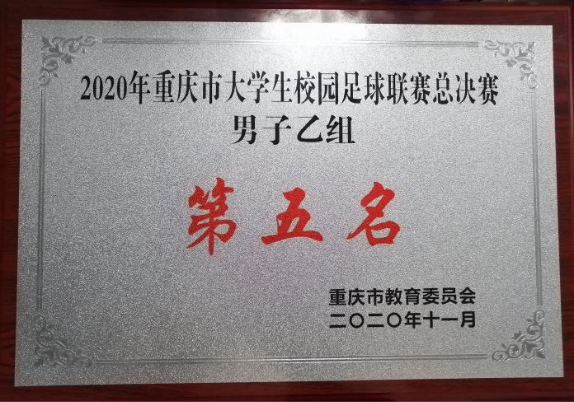 2020年重庆市大学生校园足球联赛总决赛
男子乙组
第五名
重庆市教育委员会
二〇二〇年十一月